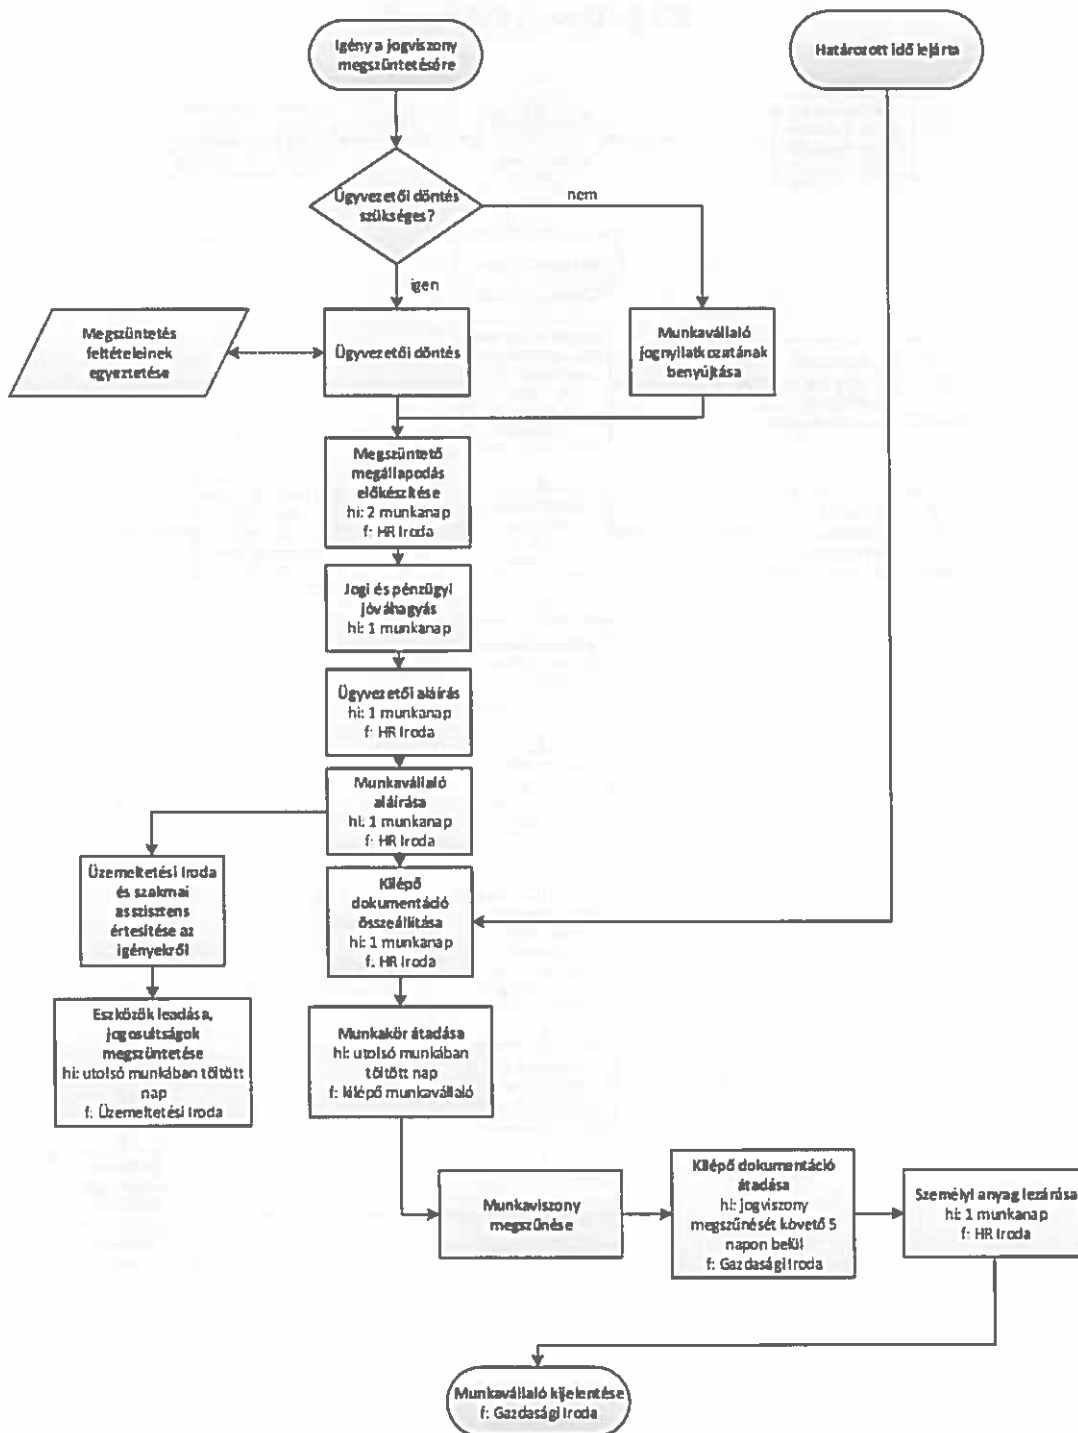 Igény a jogviszony
megszüntetésére
Határozott idő lejárta
Ügyvezetői döntés
szükséges?
nem
igen
Megszüntetés
feltételeinek
egyeztetése
Ügyvezetői döntés
Munkavállaló
jognyilatkozatának
benyújtása
Megszüntető
megállapodás
előkészítése
hi: 2 munkanap
f: HR Iroda
Jogi és pénzügyi
jóváhagyás
hi: 1 munkanap
Ügyvezetői aláírás
hi: 1 munkanap
f: HR Iroda
Munkavállaló
aláírása
hi: 1 munkanap
f: HR Iroda
Üzemeltetési Iroda
és szakmai
asszisztens
értesítése az
igényekről
Kilépő
dokumentáció
összeállítása
hi: 1 munkanap
f: HR Iroda
Eszközök leadása,
jogosultságok
megszüntetése
hi: utolsó munkában töltött
nap
f: Üzemeltetési Iroda
Munkakör átadása
hi: utolsó munkában
töltött nap
f: kilépő munkavállaló
Munkaviszony
megszűnése
Kilépő dokumentáció
átadása
hi: jogviszony
megszűnését követő 5
napon belül
f: Gazdasági Iroda
Személyi anyag lezárása
hi: 1 munkanap
f: HR Iroda
Munkavállaló kijelentése
f: Gazdasági Iroda